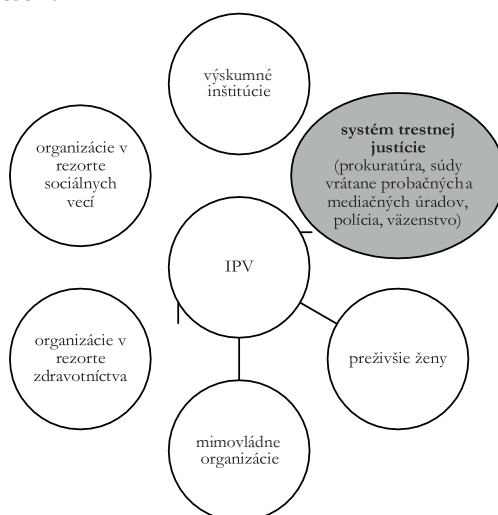 výskumné
inštitúcie
systém trestnej
justície
(prokuratúra, súdy
vrátane probačných a
mediačných úradov,
polícia, väzenstvo)
organizácie v
rezorte
sociálnych
vecí
IPV
organizácie v
rezorte
zdravotníctva
preživšie ženy
mimovládne
organizácie